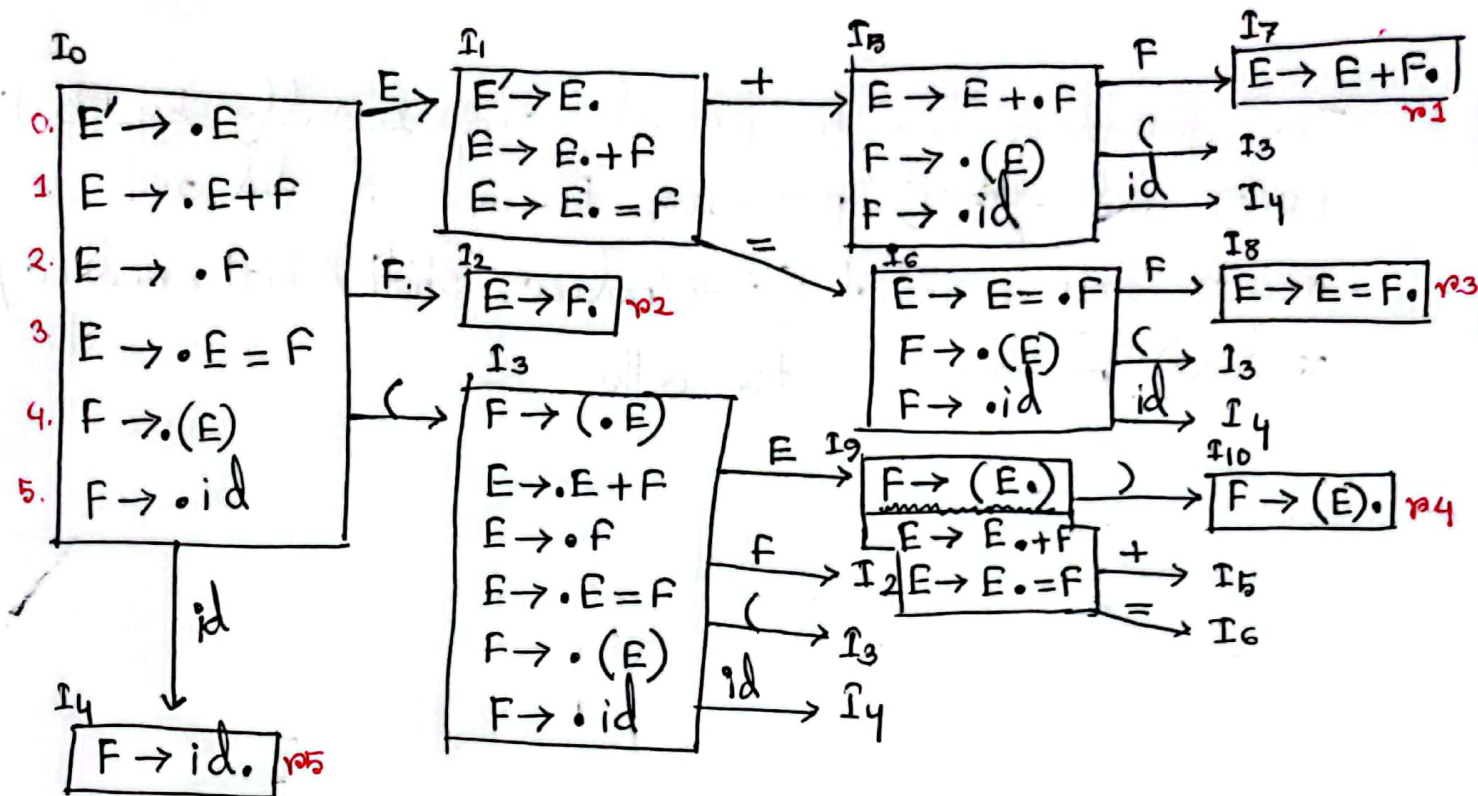 I0
0. E' → .E
1. E → .E+F
2. E → .F
3 E → .E = F
4. F → .(E)
5. F → .id
E
I1
E' → E.
E → E.+F
E → E. = F
+
I5
E → E + .F
F → .(E)
F → .id
F
I7
E → E + F.
r1
( I3
id I4
=
I6
E → E = .F
F → .(E)
F → .id
F
I8
E → E = F. r3
( I3
id I4
F.
I2
E → F. r2
(
I3
F → (.E)
E → .E + F
E → .F
E → .E = F
F → .(E)
F → .id
E
I9
F → (E.)
E → E.+F
E → E. = F
)
I10
F → (E). r4
+ I5
= I6
F I2
( I3
id I4
id
I4
F → id. r5